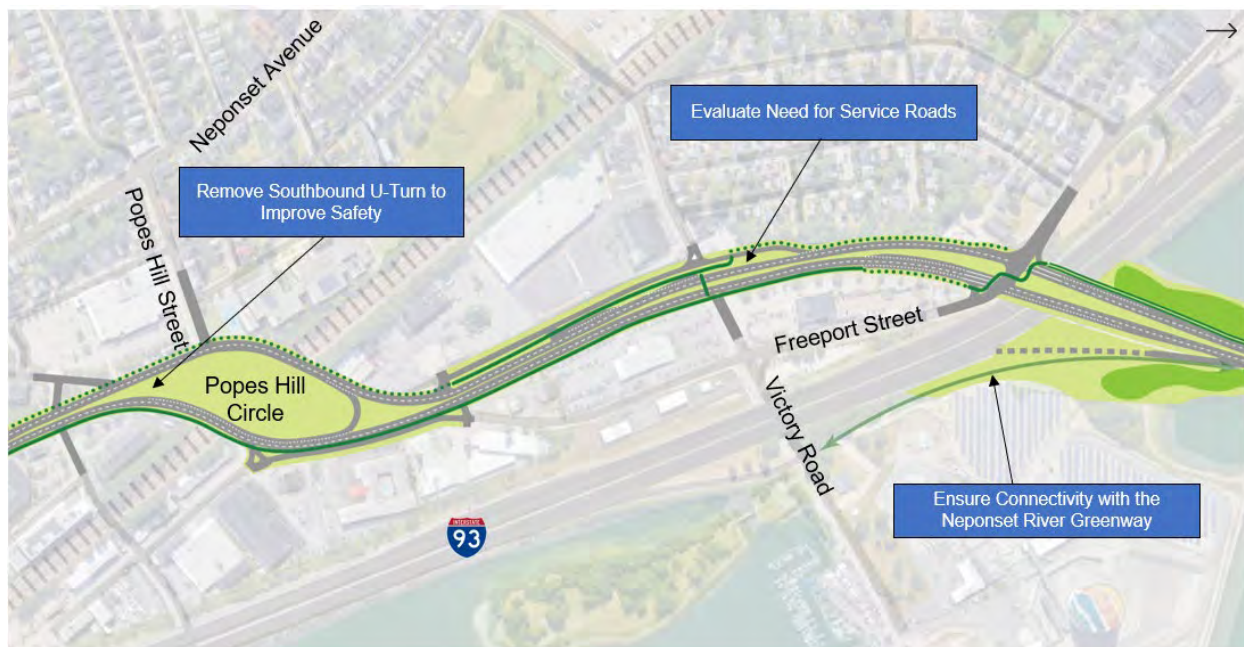 Neponset Avenue
Evaluate Need for Service Roads
Remove Southbound U-Turn to
Improve Safety
Popes Hill Street
Popes Hill
Circle
Freeport Street
Victory Road
Ensure Connectivity with the
Neponset River Greenway
INTERSTATE
93